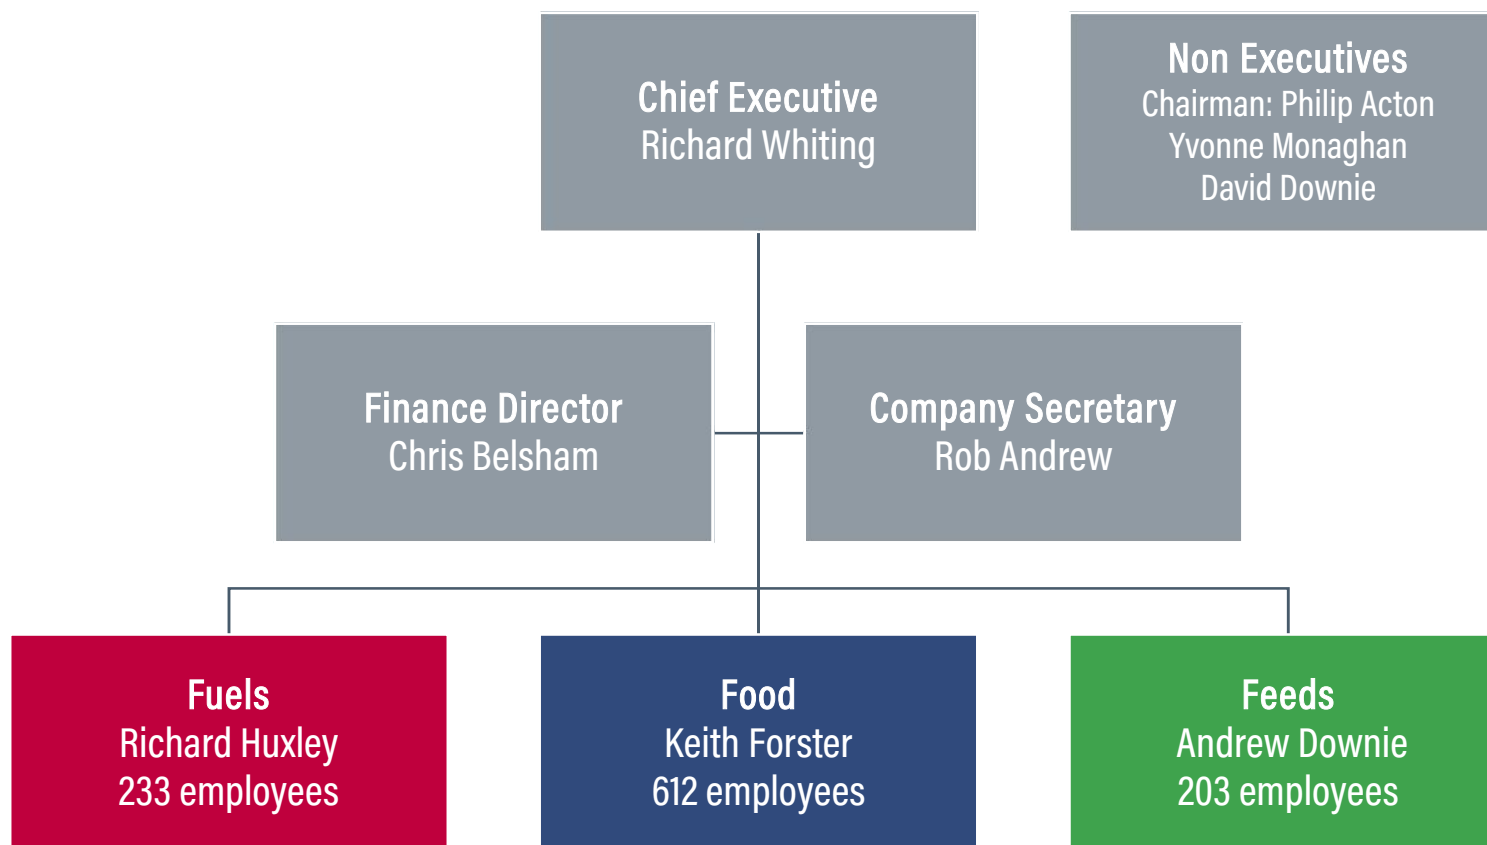 Chief Executive
Richard Whiting
Non Executives
Chairman: Philip Acton
Yvonne Monaghan
David Downie
Finance Director
Chris Belsham
Company Secretary
Rob Andrew
Fuels
Richard Huxley
233 employees
Food
Keith Forster
612 employees
Feeds
Andrew Downie
203 employees